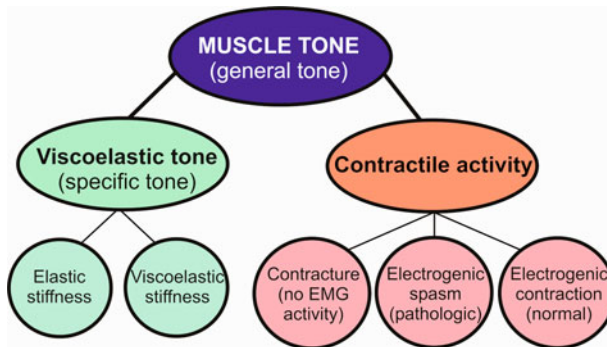 MUSCLE TONE
(general tone)
Viscoelastic tone
(specific tone)
Contractile activity
Elastic
stiffness
Viscoelastic
stiffness
Contracture
(no EMG
activity)
Electrogenic
spasm
(pathologic)
Electrogenic
contraction
(normal)